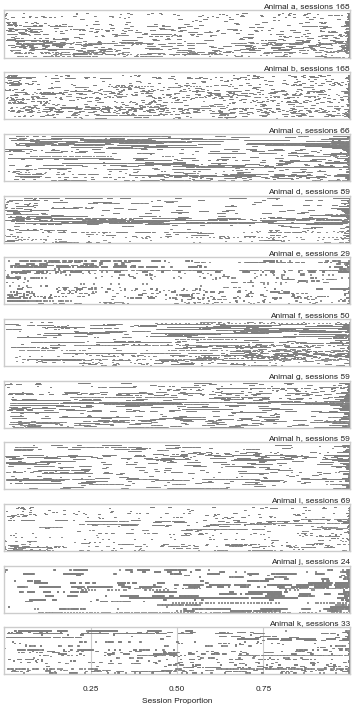 Animal a, sessions 168
Animal b, sessions 168
Animal c, sessions 66
Animal d, sessions 59
Animal e, sessions 29
Animal f, sessions 50
Animal g, sessions 59
Animal h, sessions 59
Animal i, sessions 69
Animal j, sessions 24
Animal k, sessions 33
0.25 0.50 0.75
Session Proportion